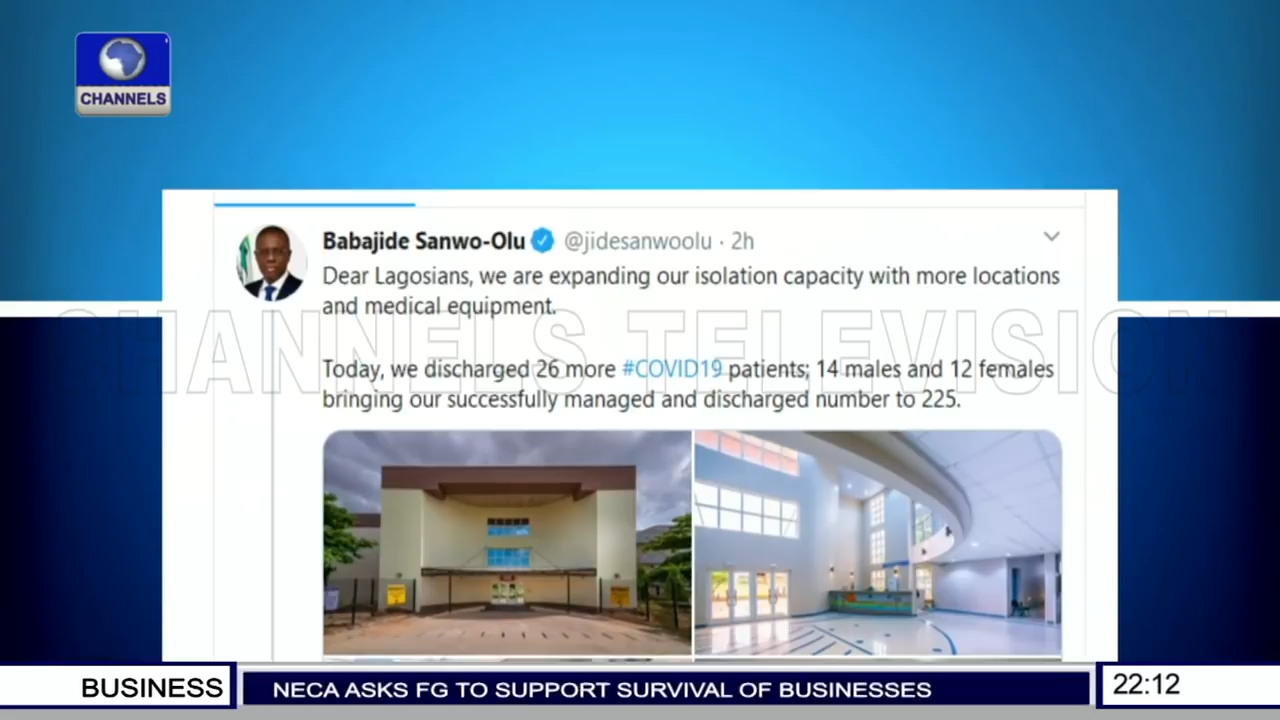 CHANNELS
Babajide Sanwo-Olu @jidesanwoolu · 2h
Dear Lagosians, we are expanding our isolation capacity with more locations
and medical equipment.
CHANNELS TELEVISION
Today, we discharged 26 more #COVID19 patients; 14 males and 12 females
bringing our successfully managed and discharged number to 225.
BUSINESS
NECA ASKS FG TO SUPPORT SURVIVAL OF BUSINESSES
22:12